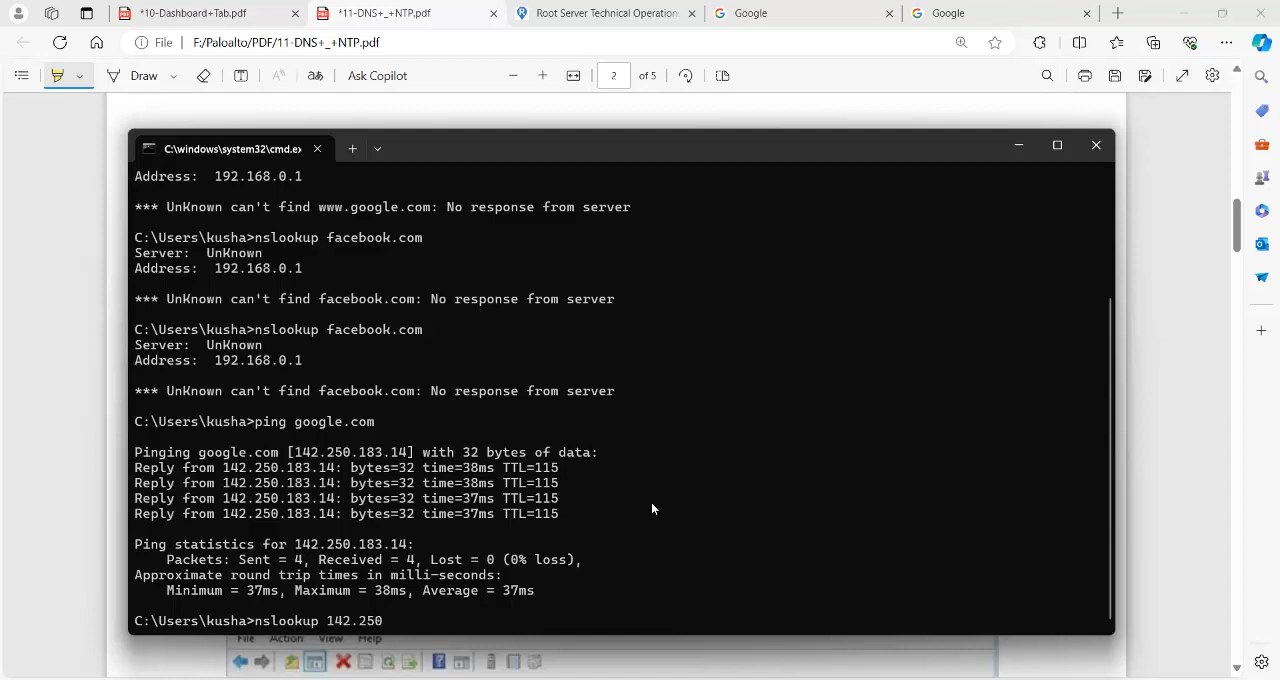 *10-Dashboard+Tab.pdf
*11-DNS+_+NTP.pdf
Root Server Technical Operation
Google
Google
File
F:/Paloalto/PDF/11-DNS+_+NTP.pdf
Draw
Ask Copilot
2
of 5
C:\windows\system32\cmd.ex
Address:  192.168.0.1
*** UnKnown can't find www.google.com: No response from server
C:\Users\kusha>nslookup facebook.com
Server:  UnKnown
Address:  192.168.0.1
*** UnKnown can't find facebook.com: No response from server
C:\Users\kusha>nslookup facebook.com
Server:  UnKnown
Address:  192.168.0.1
*** UnKnown can't find facebook.com: No response from server
C:\Users\kusha>ping google.com
Pinging google.com [142.250.183.14] with 32 bytes of data:
Reply from 142.250.183.14: bytes=32 time=38ms TTL=115
Reply from 142.250.183.14: bytes=32 time=38ms TTL=115
Reply from 142.250.183.14: bytes=32 time=37ms TTL=115
Reply from 142.250.183.14: bytes=32 time=37ms TTL=115
Ping statistics for 142.250.183.14:
Packets: Sent = 4, Received = 4, Lost = 0 (0% loss),
Approximate round trip times in milli-seconds:
Minimum = 37ms, Maximum = 38ms, Average = 37ms
C:\Users\kusha>nslookup 142.250
File Action View Help